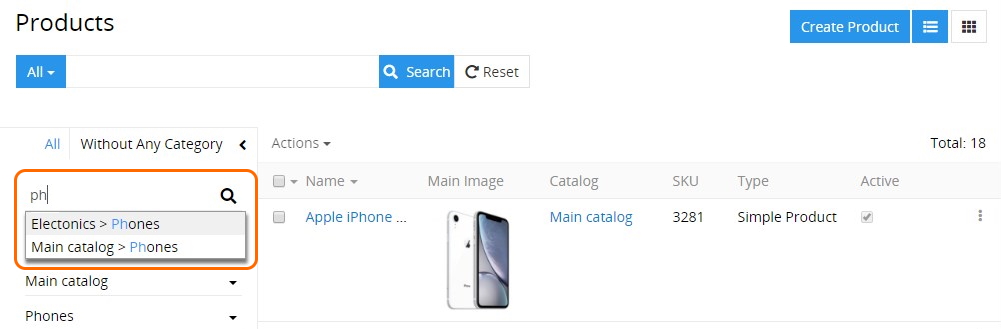 Products
Create Product
All
Search
Reset
All
Without Any Category
Actions
Total: 18
ph
Name
Main Image
Catalog
SKU
Type
Active
Electonics > Phones
Main catalog > Phones
Apple iPhone ...
Main catalog
3281
Simple Product
Main catalog
Phones